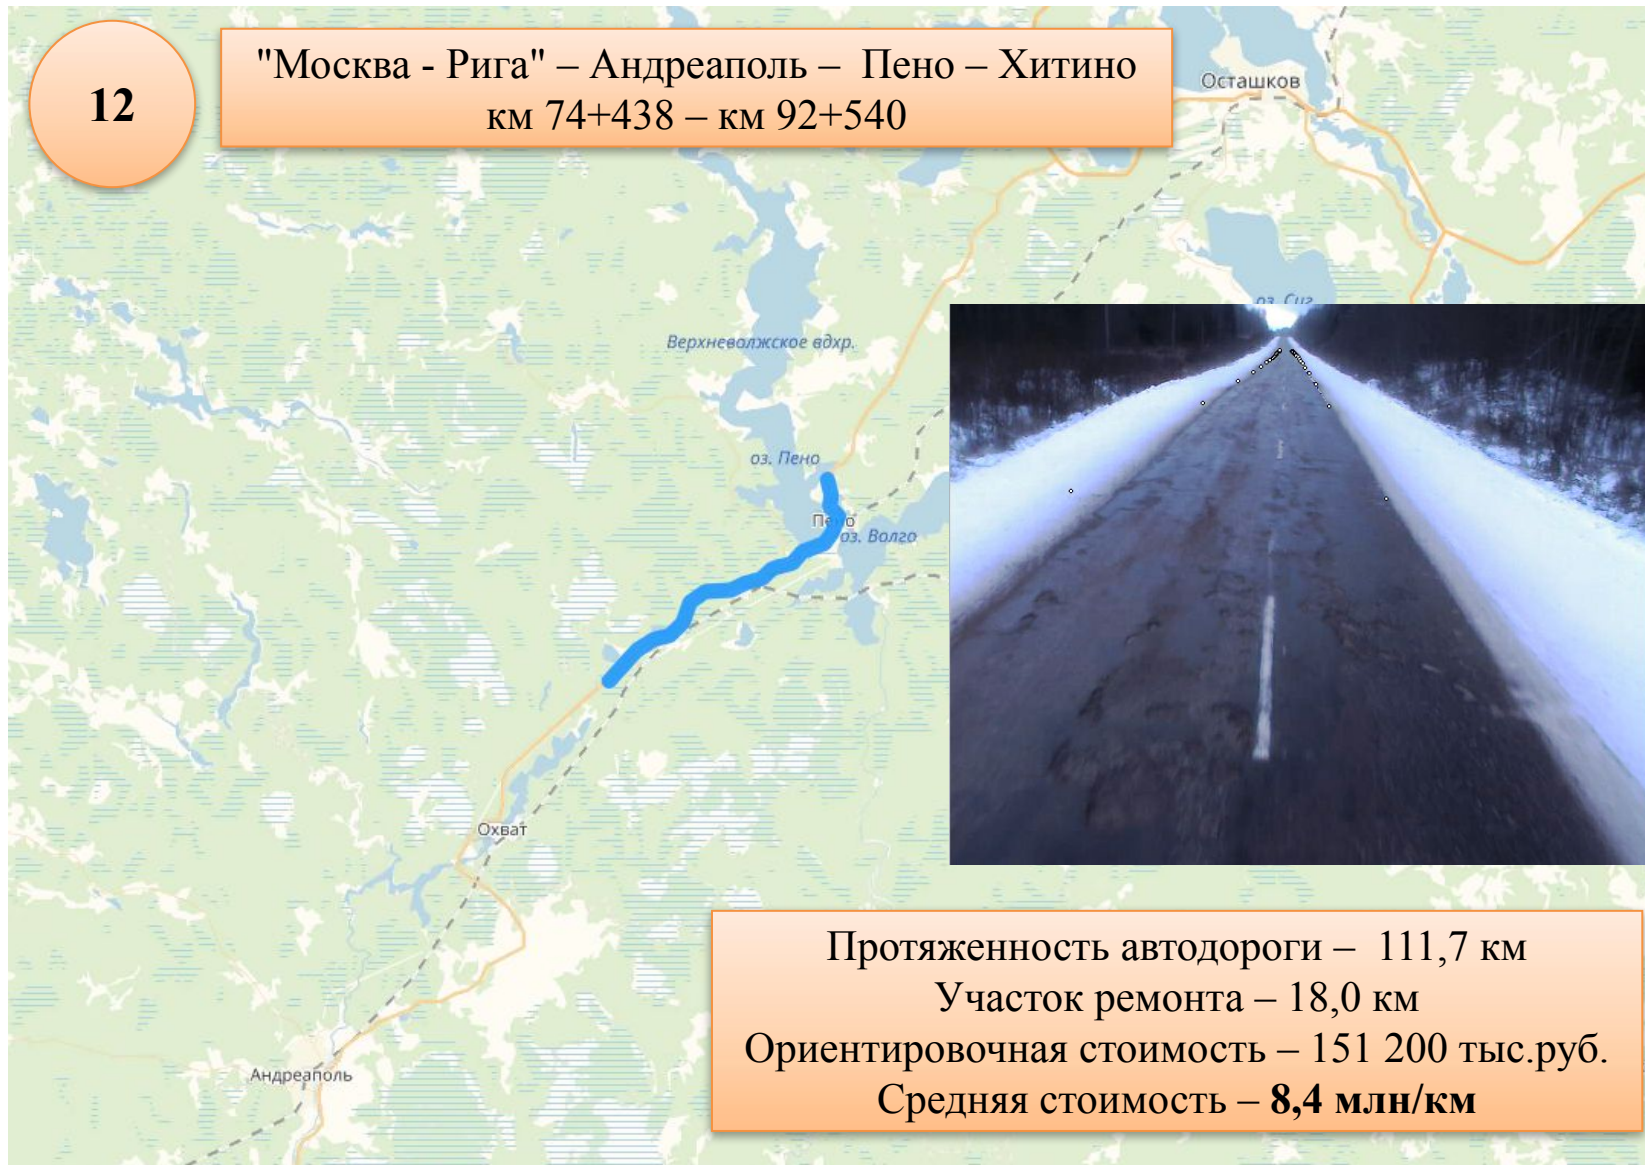 12
"Москва - Рига" – Андреаполь – Пено – Хитино
км 74+438 – км 92+540
Осташков
оз. Сиг
Верхневолжское вдхр.
оз. Пено
Пено
оз. Волго
Охват
Андреаполь
Протяженность автодороги – 111,7 км
Участок ремонта – 18,0 км
Ориентировочная стоимость – 151 200 тыс.руб.
Средняя стоимость – 8,4 млн/км